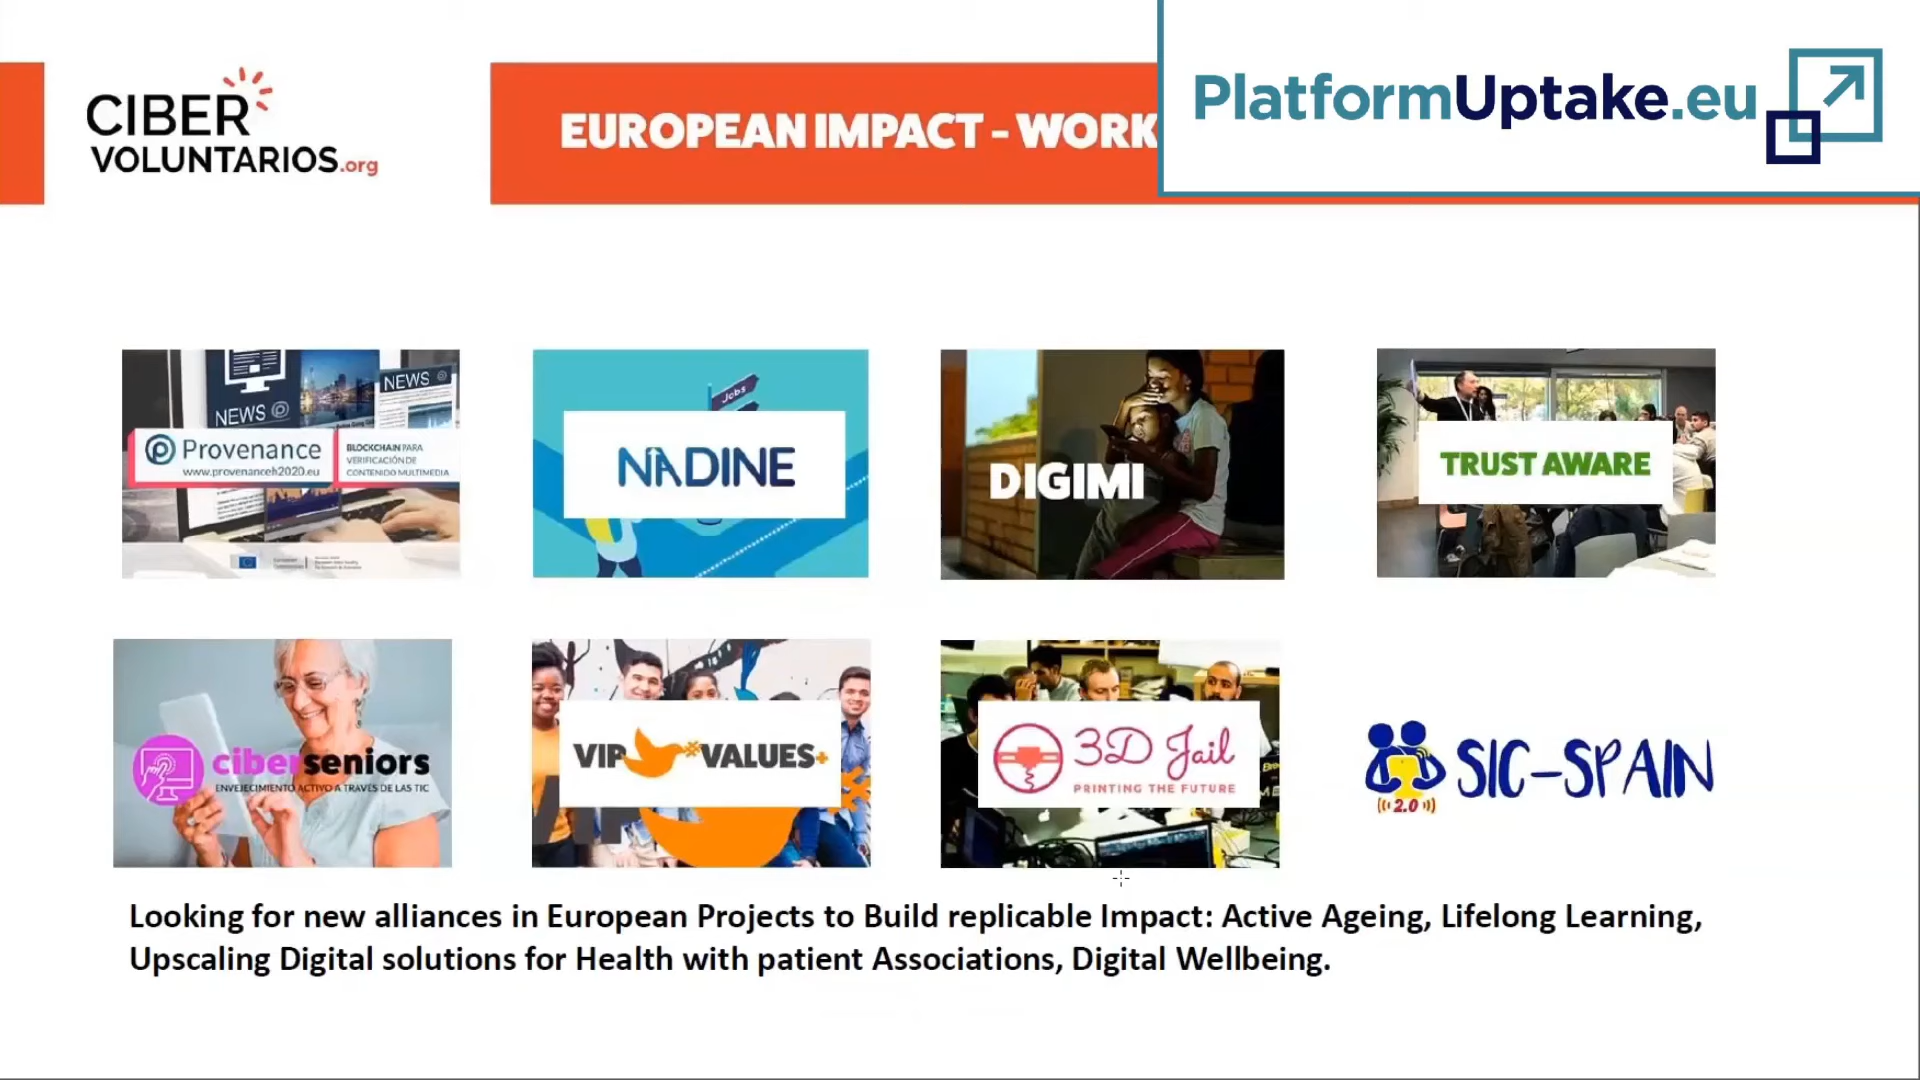 CIBER
VOLUNTARIOS.org
EUROPEAN IMPACT - WORK
PlatformUptake.eu
NEWS
NEWS
Provenance
www.provenanceh2020.eu
BLOCKCHAIN PARA
VERIFICACIÓN DE
CONTENIDO MULTIMEDIA
Jobs
NADINE
DIGIMI
TRUST AWARE
ciberseniors
ENVEJECIMIENTO ACTIVO A TRAVÉS DE LAS TIC
VIP VALUES+
3D Jail
PRINTING THE FUTURE
SIC-SPAIN
2.0
Looking for new alliances in European Projects to Build replicable Impact: Active Ageing, Lifelong Learning,
Upscaling Digital solutions for Health with patient Associations, Digital Wellbeing.